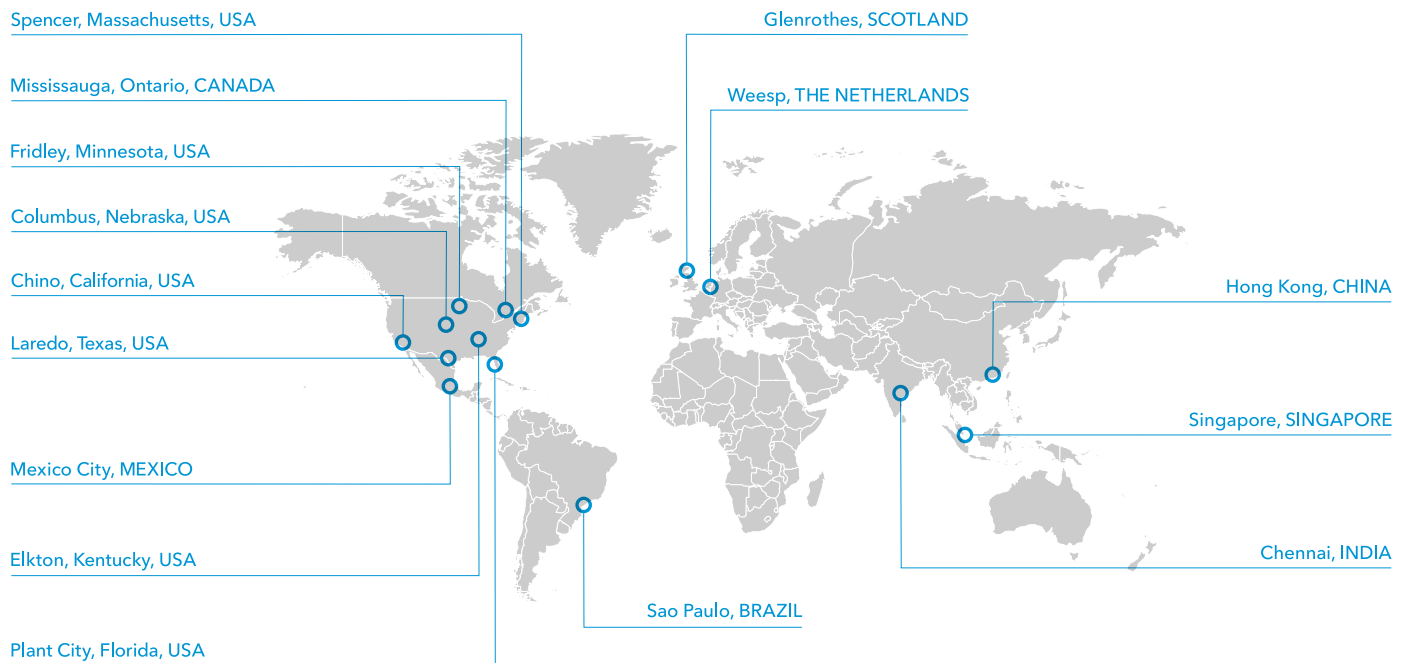 Spencer, Massachusetts, USA
Glenrothes, SCOTLAND
Mississauga, Ontario, CANADA
Weesp, THE NETHERLANDS
Fridley, Minnesota, USA
Columbus, Nebraska, USA
Chino, California, USA
Hong Kong, CHINA
Laredo, Texas, USA
Singapore, SINGAPORE
Mexico City, MEXICO
Chennai, INDIA
Elkton, Kentucky, USA
Sao Paulo, BRAZIL
Plant City, Florida, USA